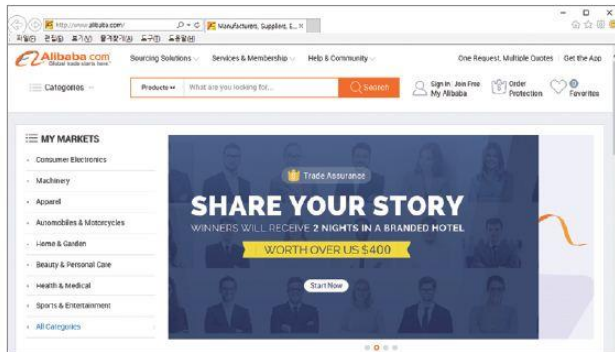 http://www.alibaba.com/
Manufacturers, Suppliers, E...
파일(F) 편집(E) 보기(V) 즐겨찾기(A) 도구(T) 도움말(H)
Alibaba.com
Global trade starts here.
Sourcing Solutions
Services & Membership
Help & Community
One Request, Multiple Quotes
Get the App
Categories
Products
What are you looking for...
Search
Sign In Join Free
My Alibaba
Order
Protection
0
Favorites
MY MARKETS
Consumer Electronics
Machinery
Apparel
Automobiles & Motorcycles
Home & Garden
Beauty & Personal Care
Health & Medical
Sports & Entertainment
All Categories
Trade Assurance
SHARE YOUR STORY
WINNERS WILL RECEIVE 2 NIGHTS IN A BRANDED HOTEL
WORTH OVER US $400
Start Now